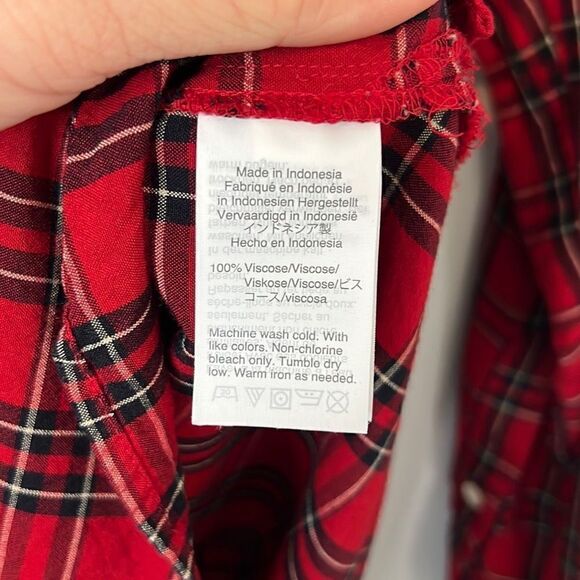 Made in Indonesia
Fabriqué en Indonésie
in Indonesien Hergestellt
Vervaardigd in Indonesië
インドネシア製
Hecho en Indonesia
100% Viscose/Viscose/
Viskose/Viscose/ビス
コース/viscosa
Machine wash cold. With
like colors. Non-chlorine
bleach only. Tumble dry
low. Warm iron as needed.